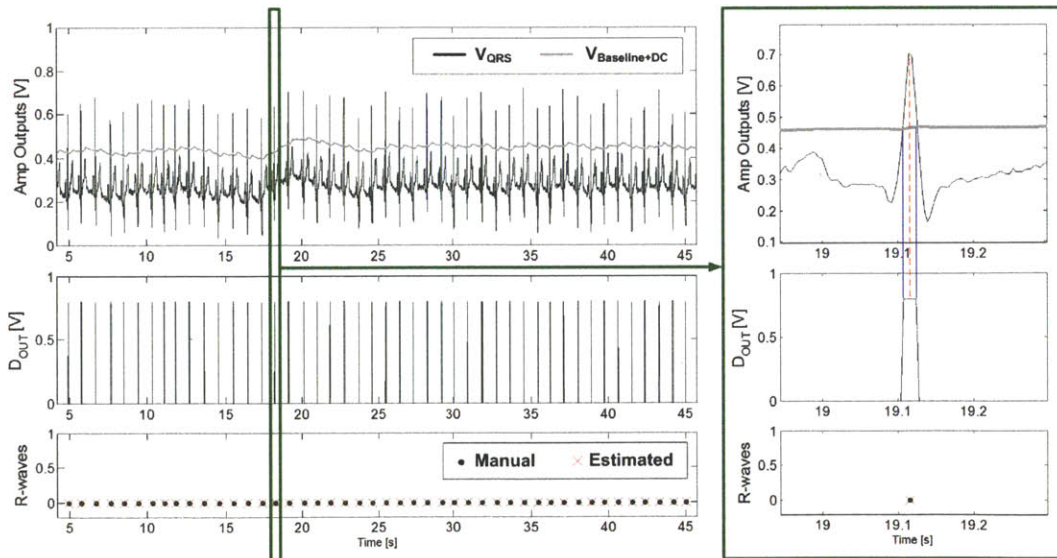 Amp Outputs [V]
1
0.8
0.6
0.4
0.2
0
V_QRS
V_Baseline+DC
5 10 15 20 25 30 35 40 45
D_OUT [V]
1
0.5
0
5 10 15 20 25 30 35 40 45
R-waves
1
0.5
0
Manual
Estimated
5 10 15 20 25 30 35 40 45
Time [s]
Amp Outputs [V]
0.7
0.6
0.5
0.4
0.3
0.2
0.1
19 19.1 19.2
D_OUT [V]
1
0.5
0
19 19.1 19.2
R-waves
1
0.5
0
19 19.1 19.2
Time [s]